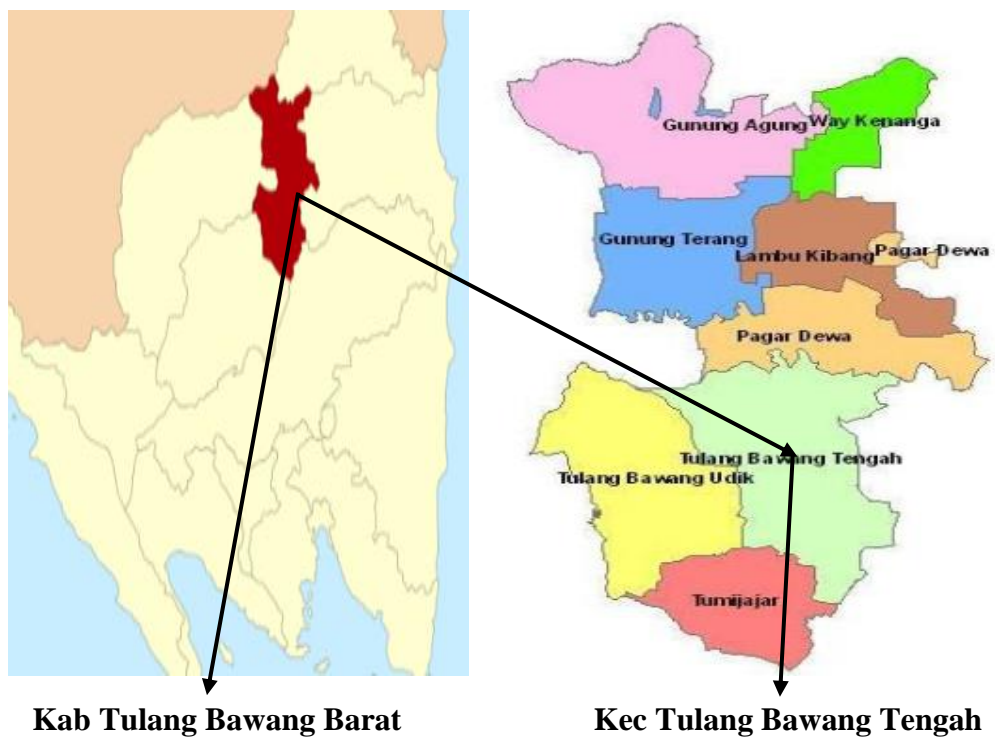 Gunung Agung
Way Kenanga
Gunung Terang
Lambu Kibang
Pagar Dewa
Pagar Dewa
Tulang Bawang Tengah
Tulang Bawang Udik
Tumijajar
Kab Tulang Bawang Barat
Kec Tulang Bawang Tengah